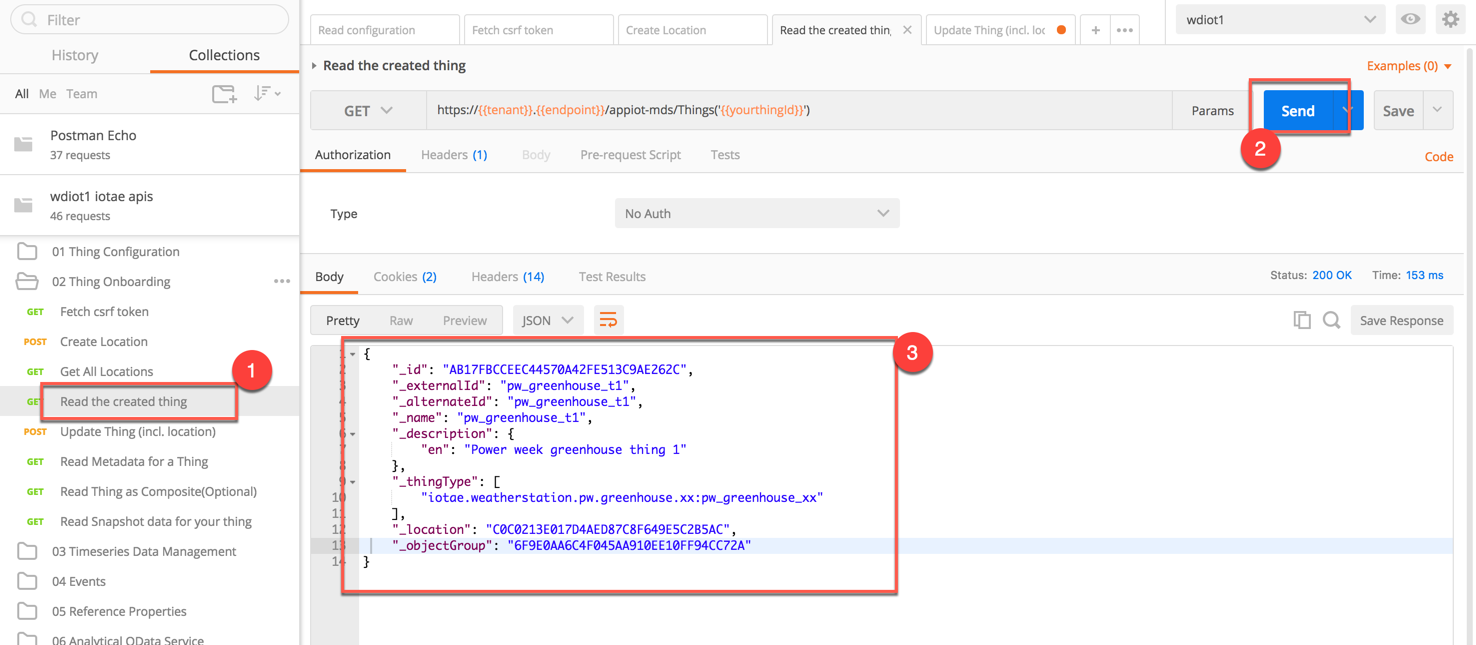 Filter
History Collections
All Me Team
Postman Echo
37 requests
wdiot1 iotae apis
46 requests
01 Thing Configuration
02 Thing Onboarding
GET Fetch csrf token
POST Create Location
GET Get All Locations
1
GET Read the created thing
POST Update Thing (incl. location)
GET Read Metadata for a Thing
GET Read Thing as Composite(Optional)
GET Read Snapshot data for your thing
03 Timeseries Data Management
04 Events
05 Reference Properties
06 Analytical OData Service
Read configuration Fetch csrf token Create Location Read the created thin Update Thing (incl. loc
wdiot1
Read the created thing Examples (0)
GET https://{{tenant}}.{{endpoint}}/appiot-mds/Things('{{yourthingId}}') Params Send Save
2
Authorization Headers (1) Body Pre-request Script Tests Code
Type No Auth
Body Cookies (2) Headers (14) Test Results Status: 200 OK Time: 153 ms
Pretty Raw Preview JSON Save Response
3
1 {
2 "_id": "AB17FBCCEEC44570A42FE513C9AE262C",
3 "_externalId": "pw_greenhouse_t1",
4 "_alternateId": "pw_greenhouse_t1",
5 "_name": "pw_greenhouse_t1",
6 "_description": {
7 "en": "Power week greenhouse thing 1"
8 },
9 "_thingType": [
10 "iotae.weatherstation.pw.greenhouse.xx:pw_greenhouse_xx"
11 ],
12 "_location": "C0C0213E017D4AED87C8F649E5C2B5AC",
13 "_objectGroup": "6F9E0AA6C4F045AA910EE10FF94CC72A"
14 }